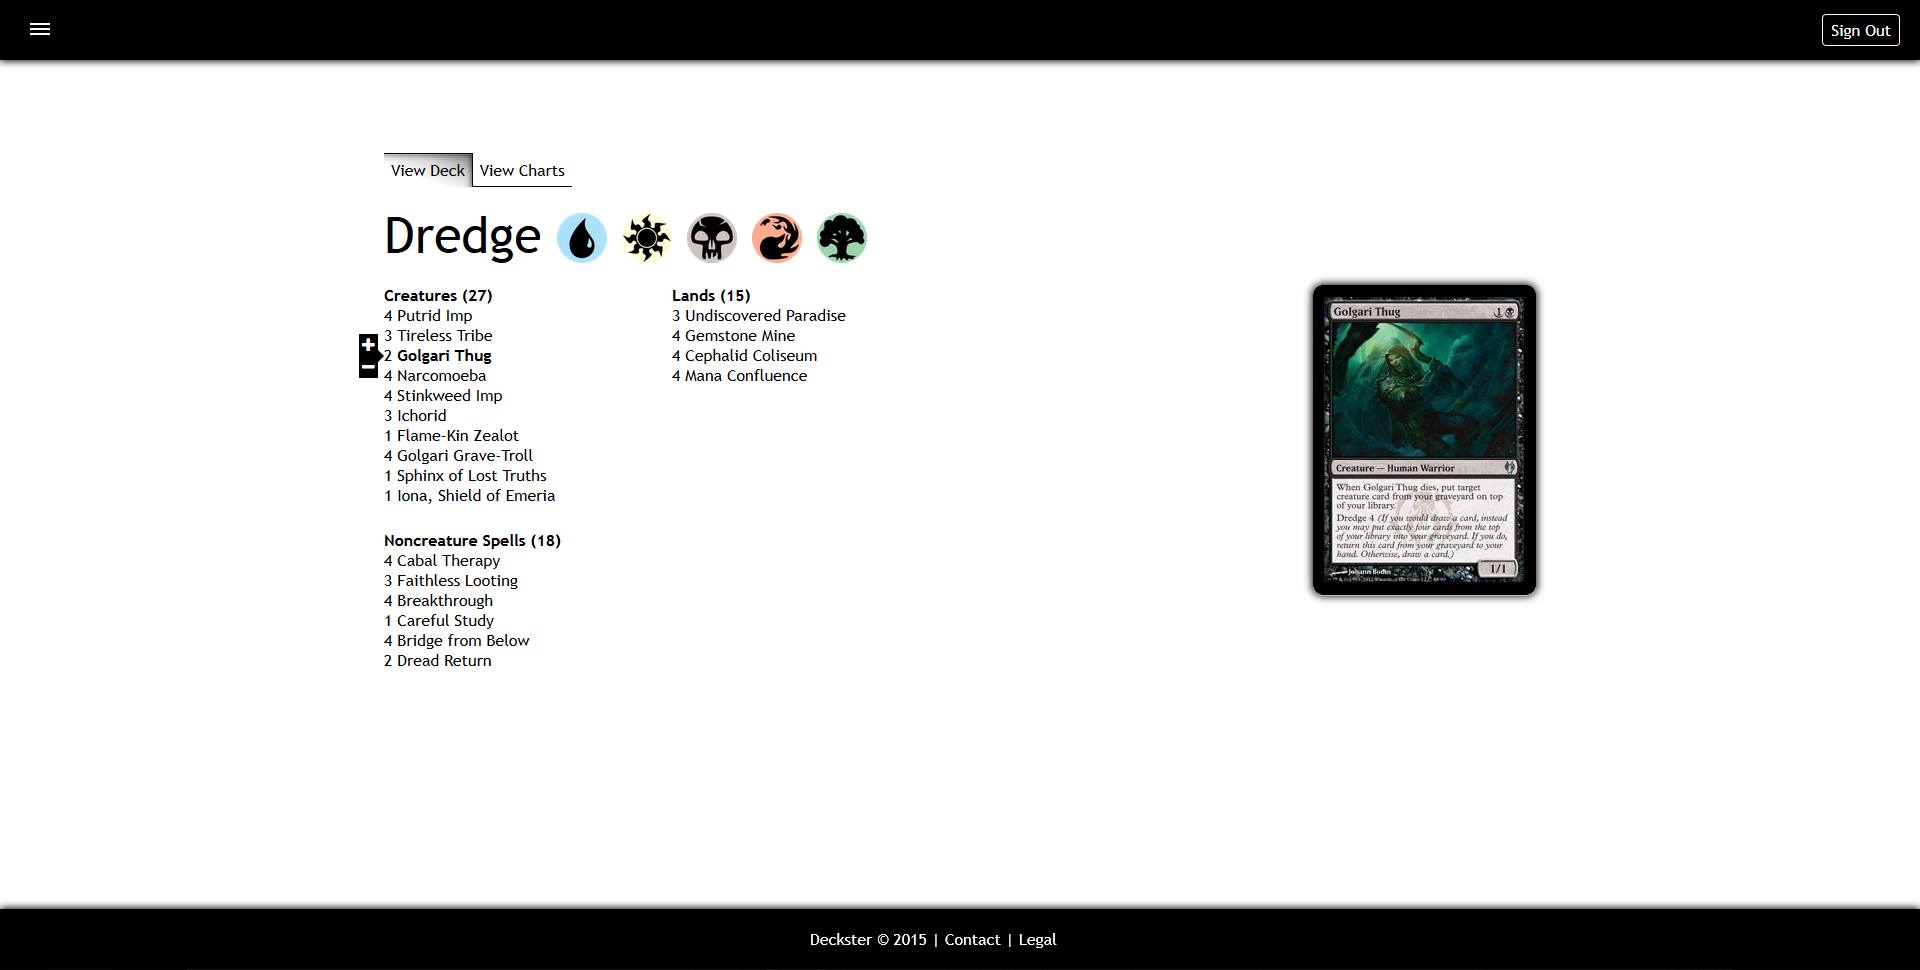 Sign Out
View Deck View Charts
Dredge
Creatures (27)
4 Putrid Imp
3 Tireless Tribe
2 Golgari Thug
4 Narcomoeba
4 Stinkweed Imp
3 Ichorid
1 Flame-Kin Zealot
4 Golgari Grave-Troll
1 Sphinx of Lost Truths
1 Iona, Shield of Emeria
Noncreature Spells (18)
4 Cabal Therapy
3 Faithless Looting
4 Breakthrough
1 Careful Study
4 Bridge from Below
2 Dread Return
Lands (15)
3 Undiscovered Paradise
4 Gemstone Mine
4 Cephalid Coliseum
4 Mana Confluence
Golgari Thug 1
Creature — Human Warrior
When Golgari Thug dies, put target
creature card from your graveyard on top
of your library.
Dredge 4 (If you would draw a card, instead
you may put exactly four cards from the top
of your library into your graveyard. If you do,
return this card from your graveyard to your
hand. Otherwise, draw a card.)
1/1
Johann Bodin
Deckster © 2015 | Contact | Legal